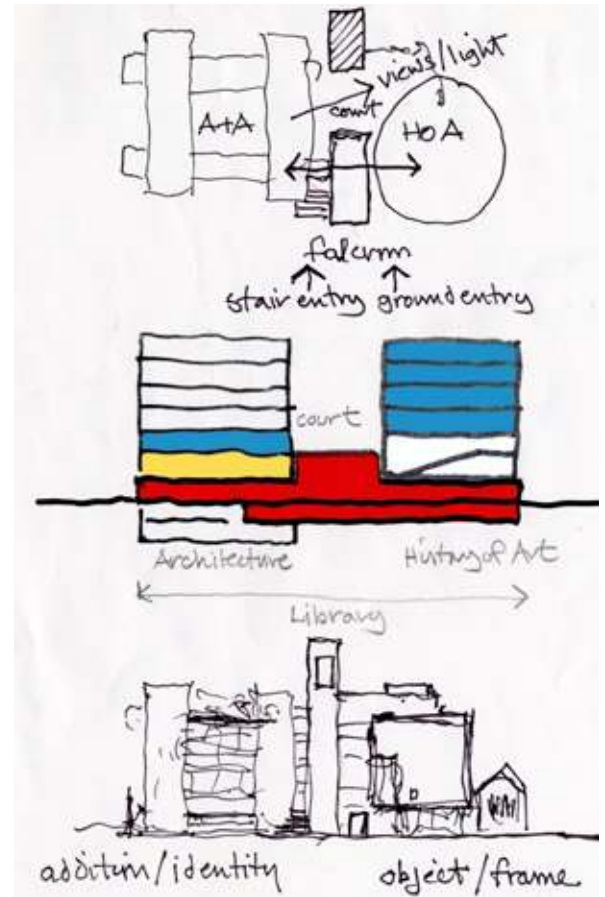 views/light
court
A+A
HoA
fulcrum
stair entry ground entry
court
Architecture
History of Art
Library
addition/identity
object/frame